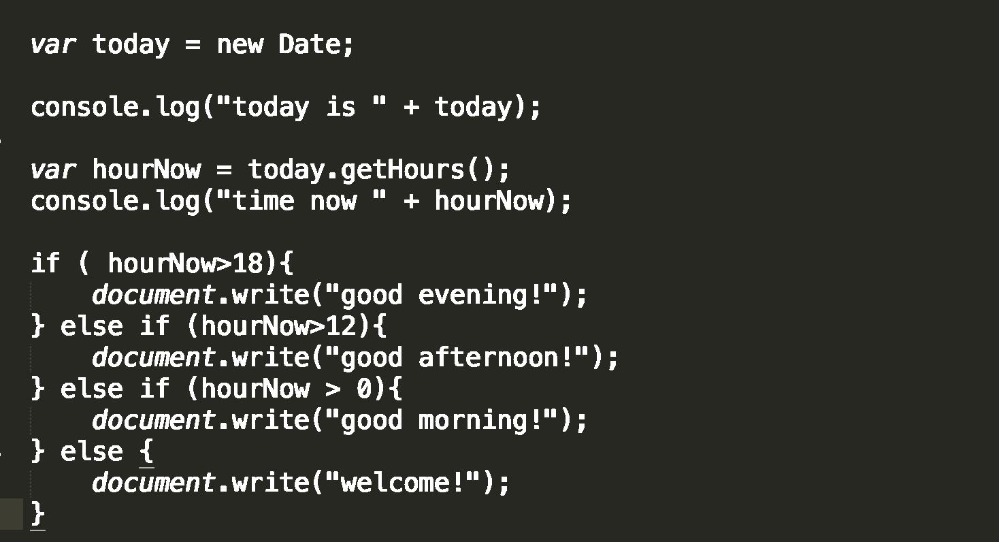 var today = new Date;
console.log("today is " + today);
var hourNow = today.getHours();
console.log("time now " + hourNow);
if ( hourNow>18){
    document.write("good evening!");
} else if (hourNow>12){
    document.write("good afternoon!");
} else if (hourNow > 0){
    document.write("good morning!");
} else {
    document.write("welcome!");
}